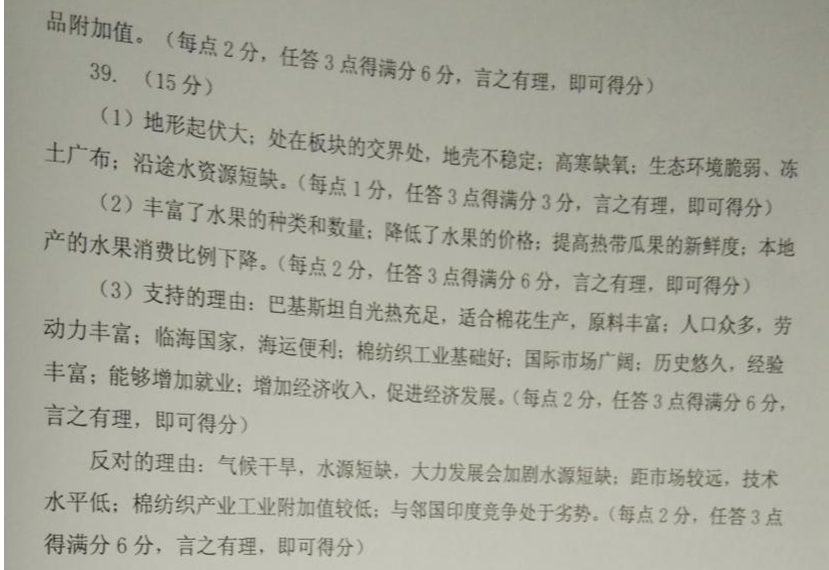 品附加值。（每点2分，任答3点得满分6分，言之有理，即可得分）
39. （15分）
（1）地形起伏大；处在板块的交界处，地壳不稳定；高寒缺氧；生态环境脆弱、冻
土广布；沿途水资源短缺。（每点1分，任答3点得满分3分，言之有理，即可得分）
（2）丰富了水果的种类和数量；降低了水果的价格；提高热带瓜果的新鲜度；本地
产的水果消费比例下降。（每点2分，任答3点得满分6分，言之有理，即可得分）
（3）支持的理由：巴基斯坦自光热充足，适合棉花生产，原料丰富；人口众多，劳
动力丰富；临海国家，海运便利；棉纺织工业基础好；国际市场广阔；历史悠久，经验
丰富；能够增加就业；增加经济收入，促进经济发展。（每点2分，任答3点得满分6分，
言之有理，即可得分）
反对的理由：气候干旱，水源短缺，大力发展会加剧水源短缺；距市场较远，技术
水平低；棉纺织产业工业附加值较低；与邻国印度竞争处于劣势。（每点2分，任答3点
得满分6分，言之有理，即可得分）